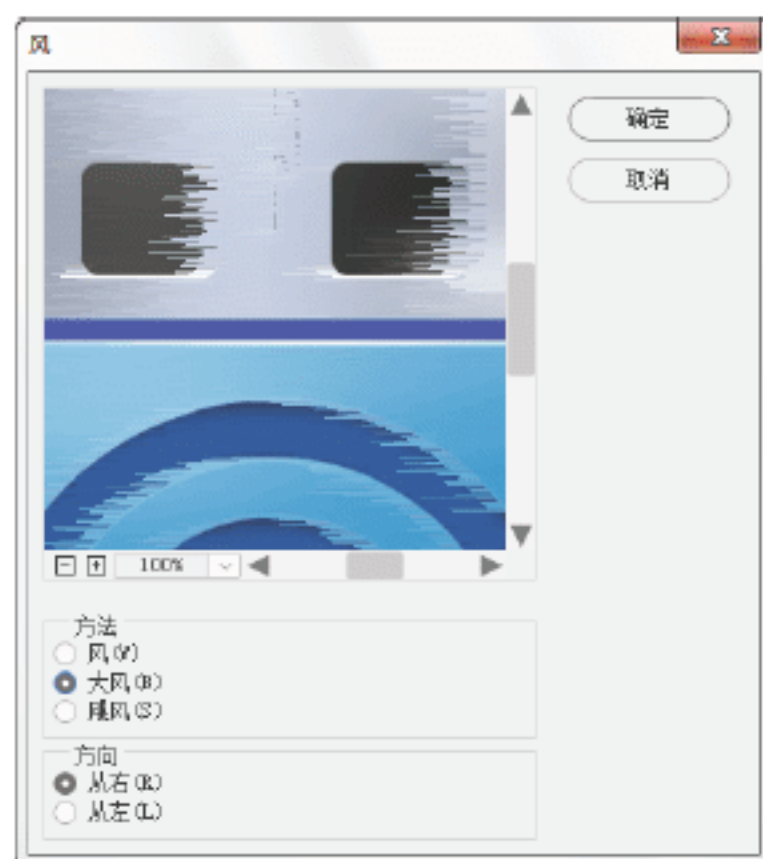 风
确定
取消
100%
方法
风(W)
大风(B)
飓风(S)
方向
从右(R)
从左(L)